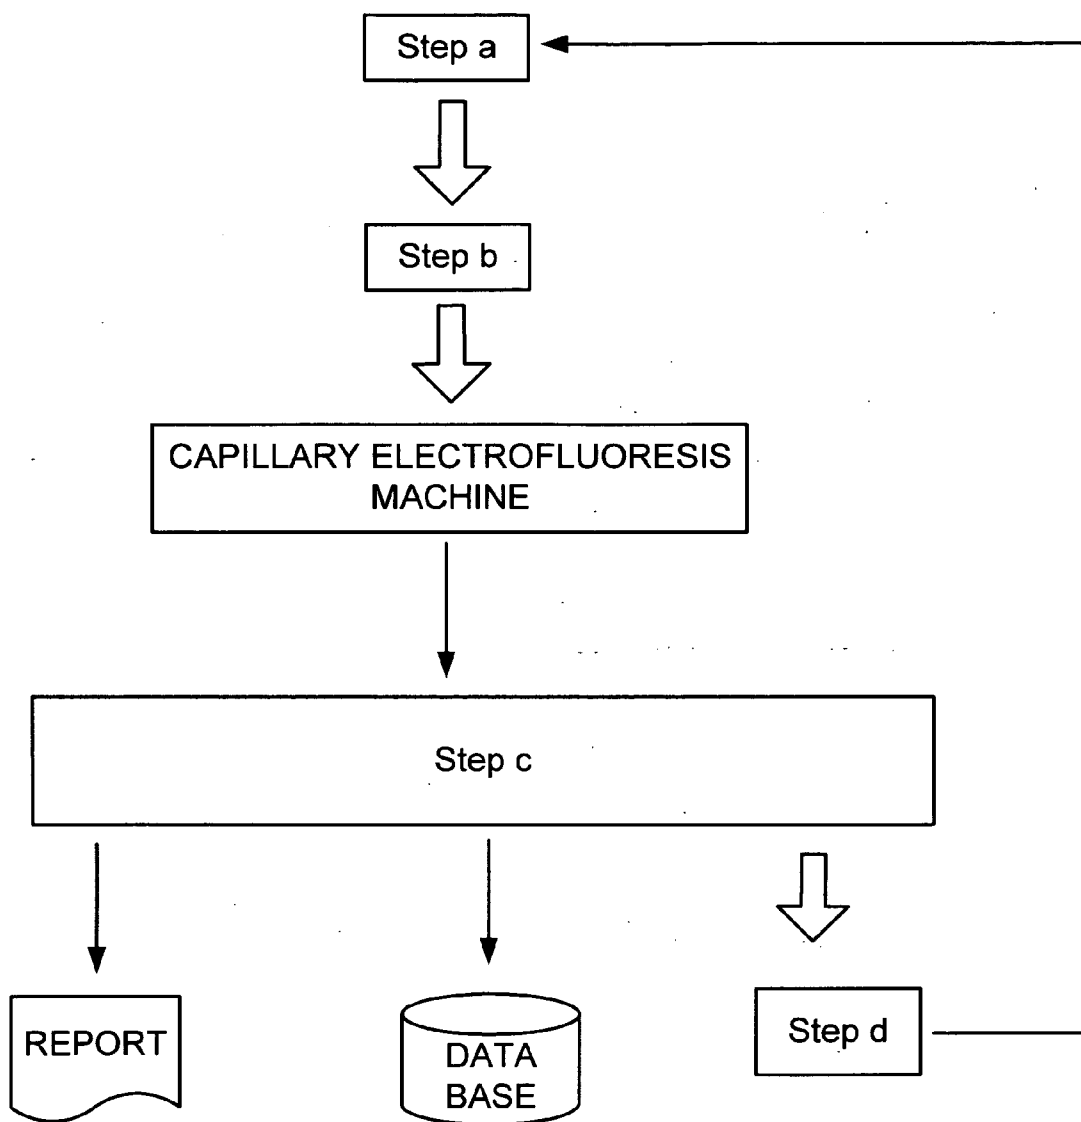 Step a
Step b
CAPILLARY ELECTROFLUORESIS
MACHINE
Step c
REPORT
DATA
BASE
Step d